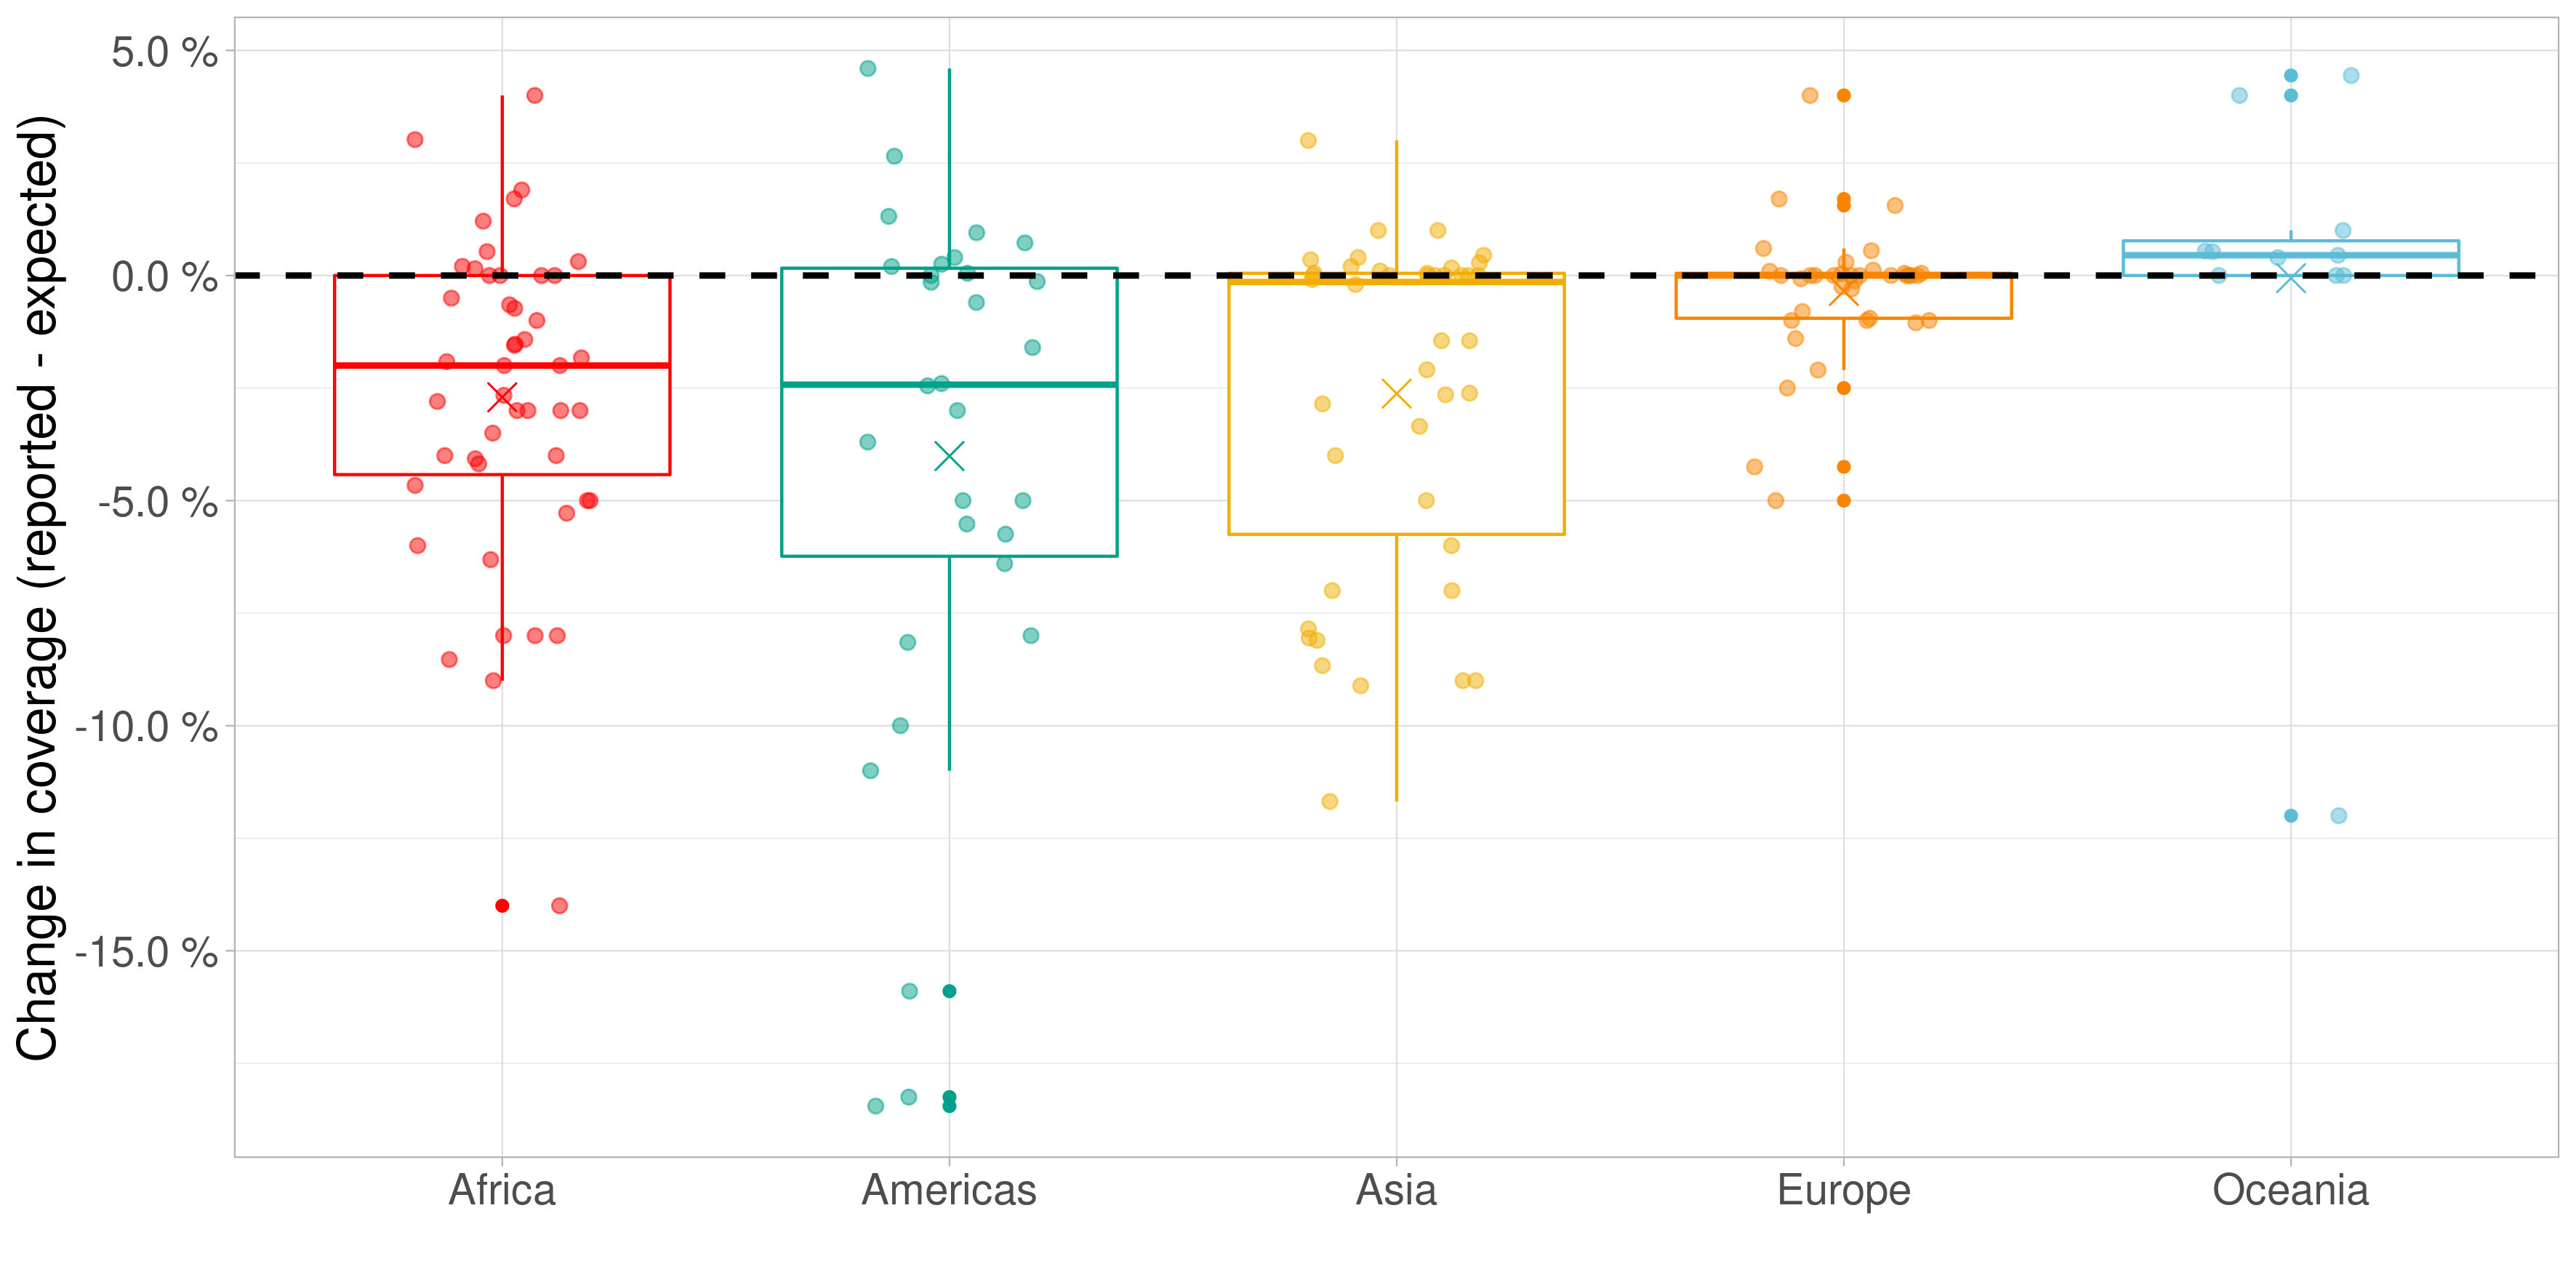 Change in coverage (reported - expected)
5.0 %
0.0 %
-5.0 %
-10.0 %
-15.0 %
Africa
Americas
Asia
Europe
Oceania